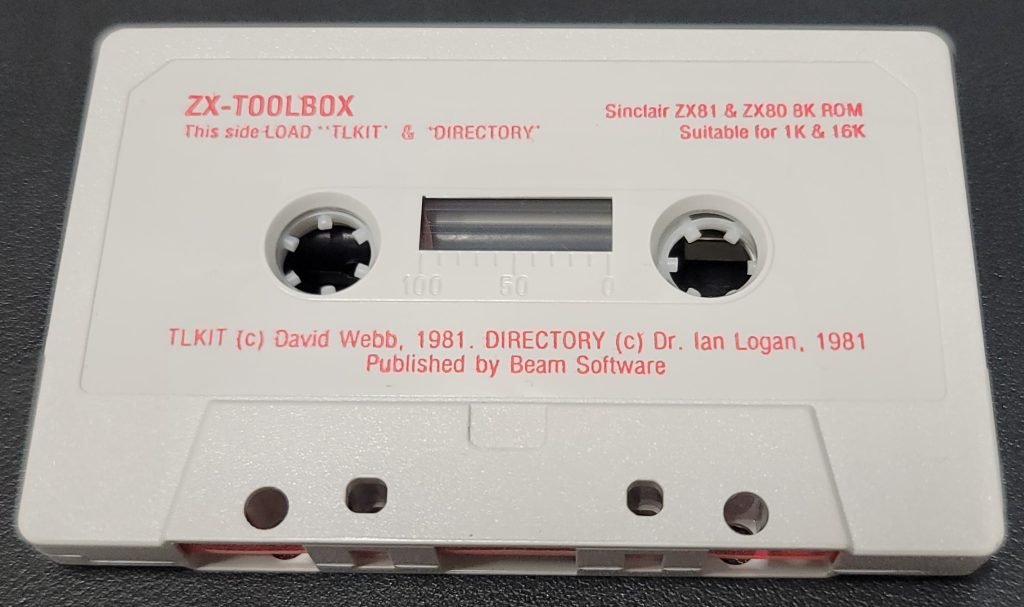 ZX-TOOLBOX
This side LOAD "TLKIT' & 'DIRECTORY'
Sinclair ZX81 & ZX80 8K ROM
Suitable for 1K & 16K
100 50 0
TLKIT (c) David Webb, 1981. DIRECTORY (c) Dr. Ian Logan, 1981
Published by Beam Software